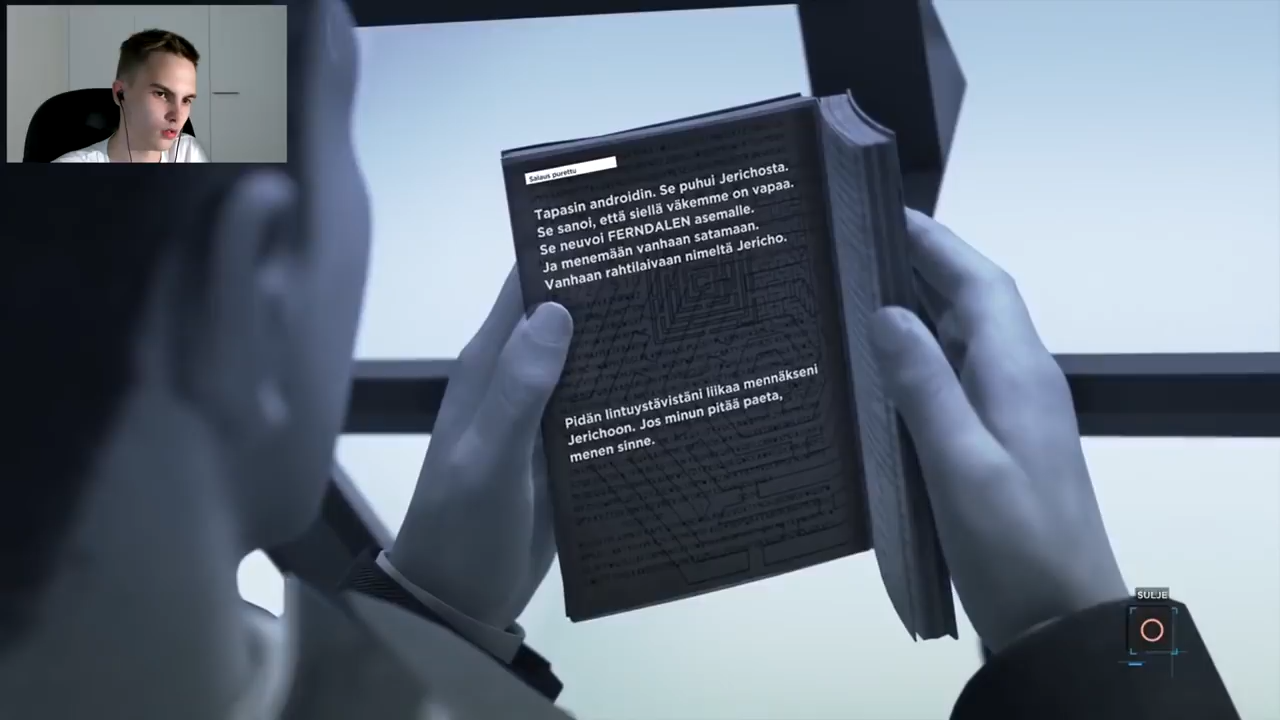 Salaus purettu
Tapasin androidin. Se puhui Jerichosta.
Se sanoi, että siellä väkemme on vapaa.
Se neuvoi FERNDALEN asemalle.
Ja menemään vanhaan satamaan.
Vanhaan rahtilaivaan nimeltä Jericho.
Pidän lintuystävistäni liikaa mennäkseni
Jerichoon. Jos minun pitää paeta,
menen sinne.
SULJE